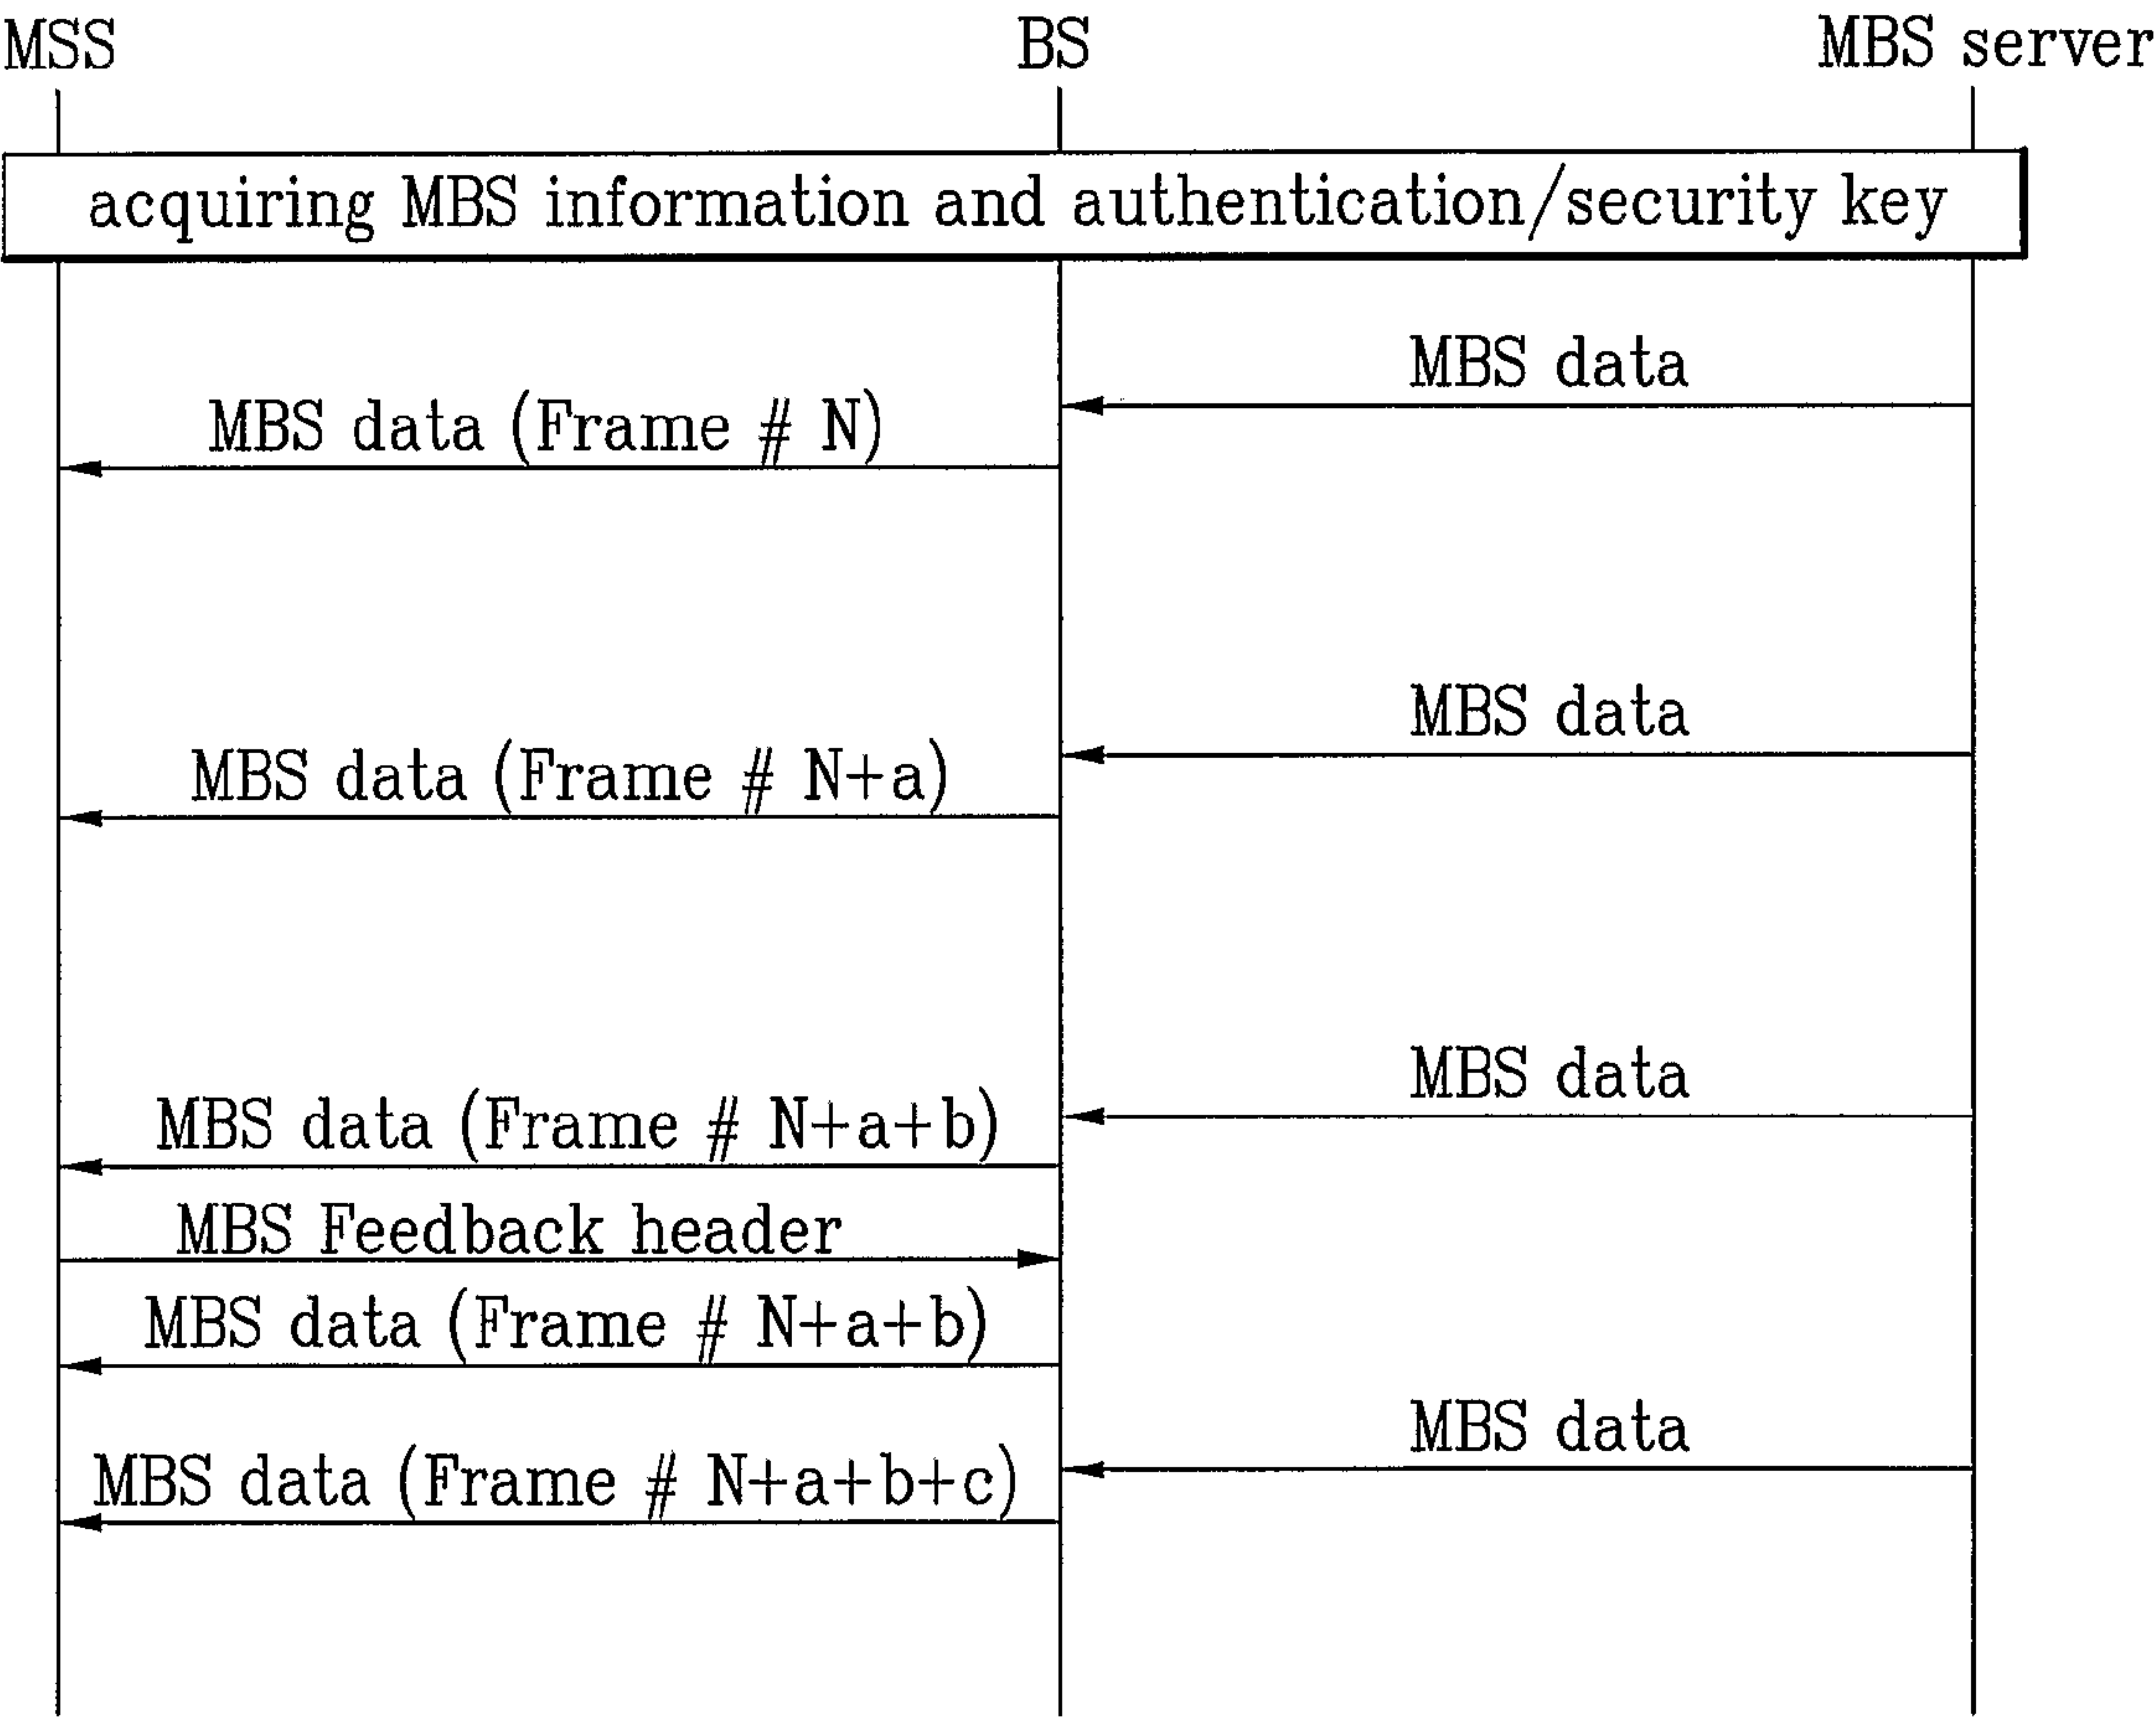 MSS
BS
MBS server
acquiring MBS information and authentication/security key
MBS data
MBS data (Frame # N)
MBS data
MBS data (Frame # N+a)
MBS data
MBS data (Frame # N+a+b)
MBS Feedback header
MBS data (Frame # N+a+b)
MBS data
MBS data (Frame # N+a+b+c)